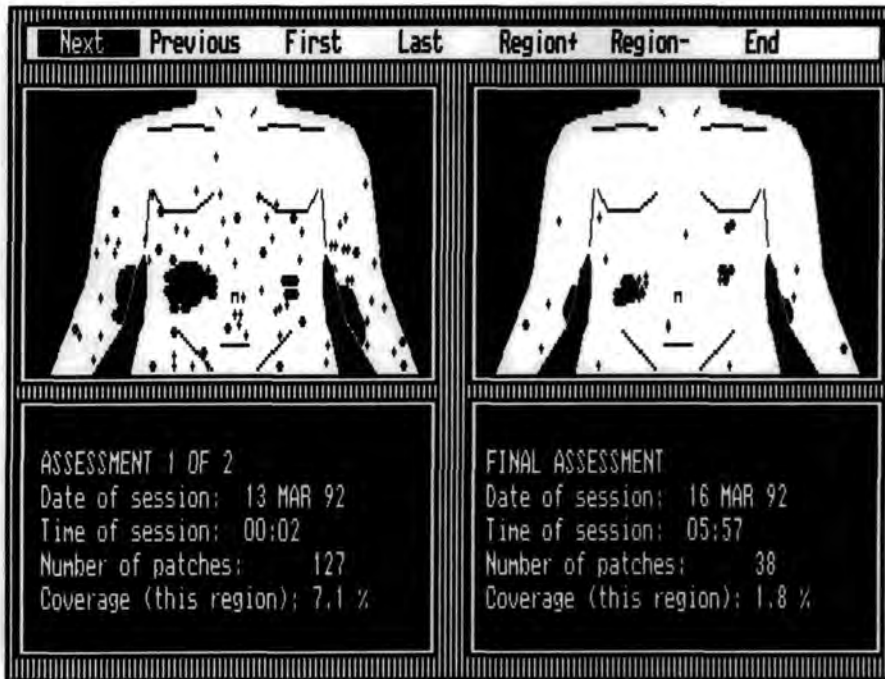 Next Previous First Last Region+ Region- End
ASSESSMENT 1 OF 2
Date of session: 13 MAR 92
Time of session: 00:02
Number of patches: 127
Coverage (this region): 7.1 %
FINAL ASSESSMENT
Date of session: 16 MAR 92
Time of session: 05:57
Number of patches: 38
Coverage (this region): 1.8 %